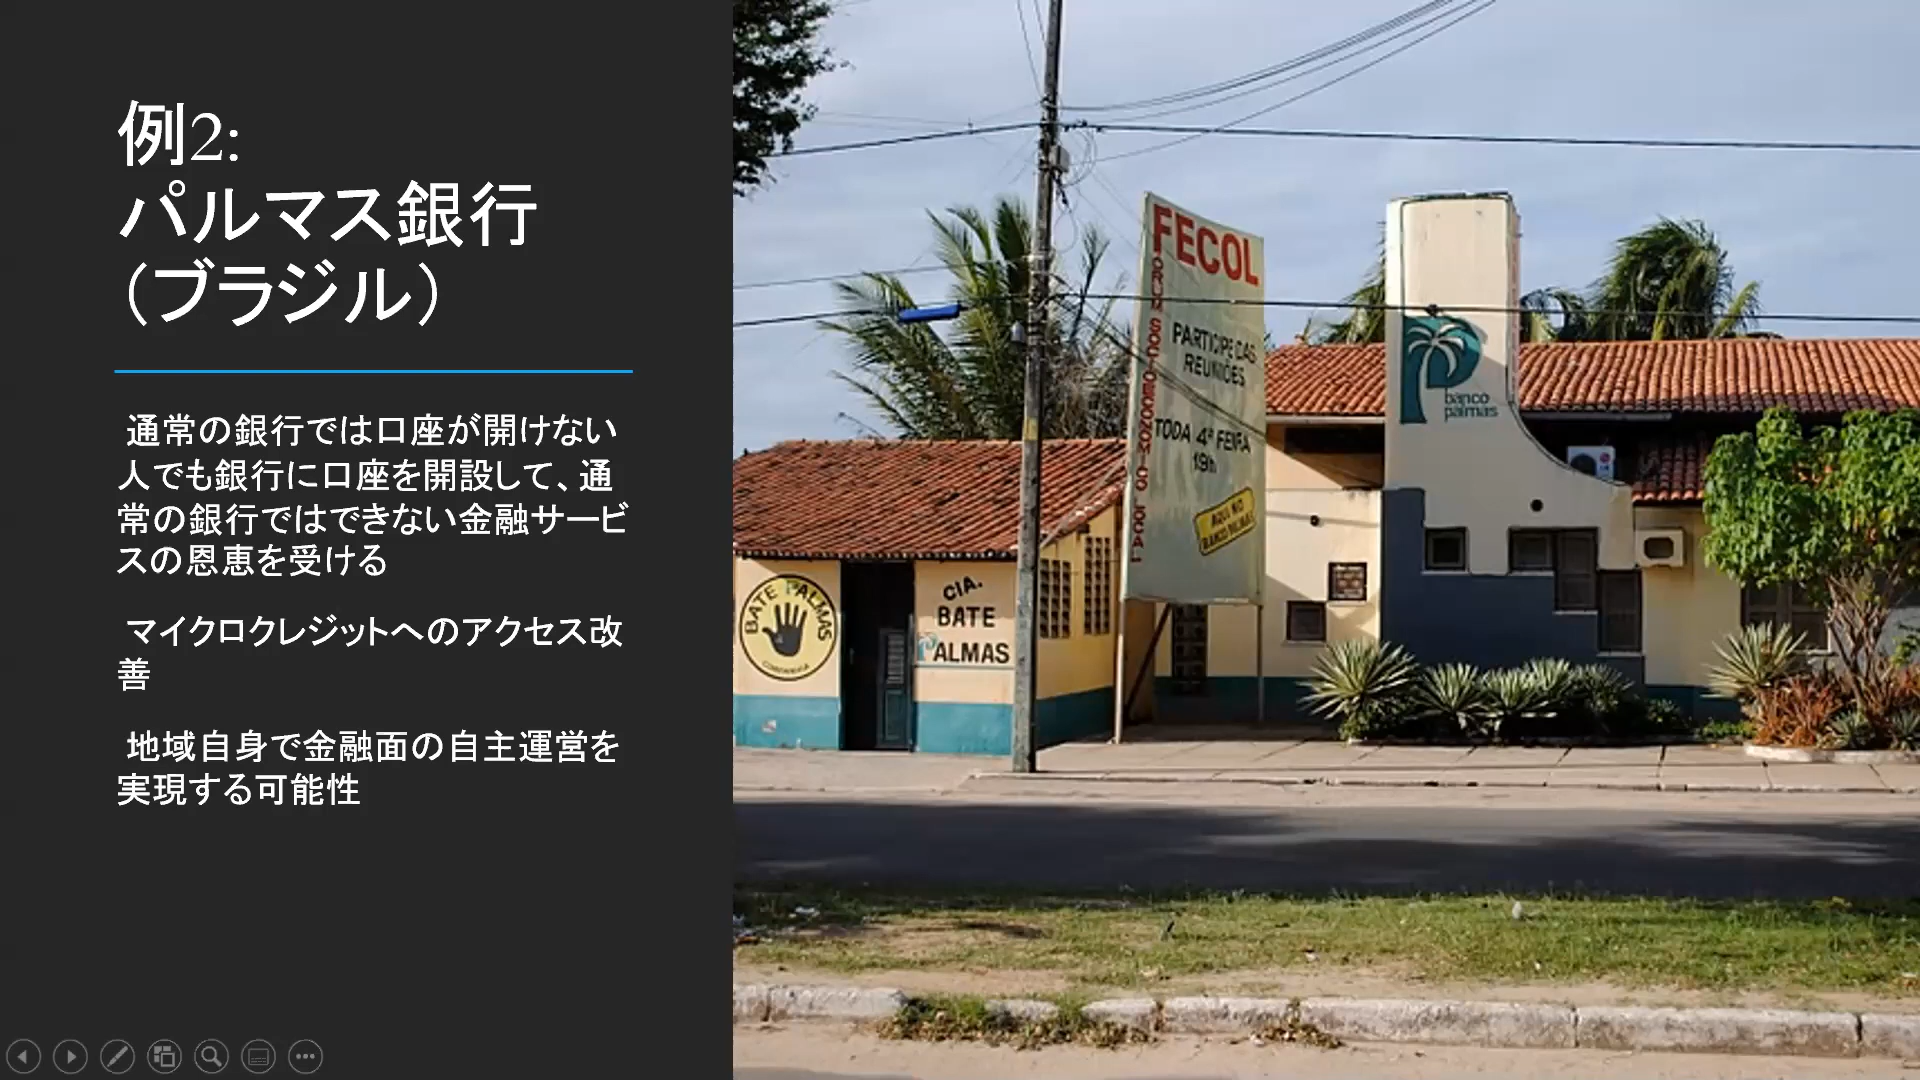 例2:
パルマス銀行
（ブラジル）
通常の銀行では口座が開けない
人でも銀行に口座を開設して、通
常の銀行ではできない金融サービ
スの恩恵を受ける
マイクロクレジットへのアクセス改
善
地域自身で金融面の自主運営を
実現する可能性
FECOL
PARTICIPE DAS
REUNIÕES
TODA 4ª FEIRA
19h
AQUI NO
BANCO PALMAS
banco
palmas
BATE PALMAS
CIA.
BATE
PALMAS